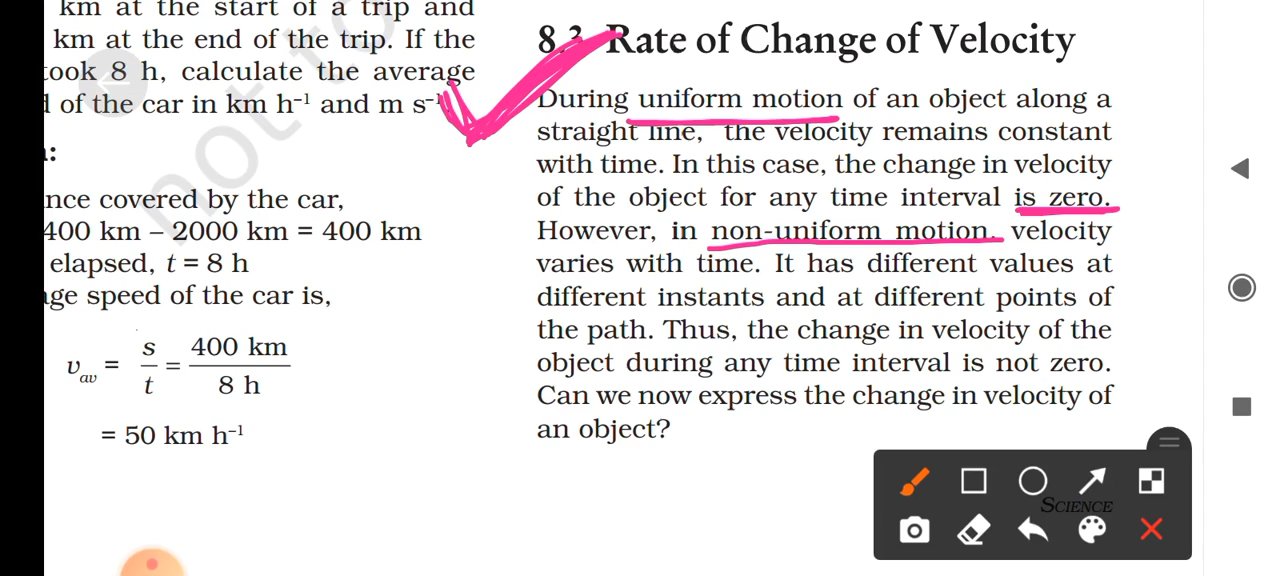 km at the start of a trip and
km at the end of the trip. If the
took 8 h, calculate the average
of the car in km h⁻¹ and m s⁻¹
nce covered by the car,
400 km – 2000 km = 400 km
elapsed, t = 8 h
ge speed of the car is,
v_av = s/t = 400 km / 8 h
= 50 km h⁻¹
8.3 Rate of Change of Velocity
During uniform motion of an object along a
straight line, the velocity remains constant
with time. In this case, the change in velocity
of the object for any time interval is zero.
However, in non-uniform motion, velocity
varies with time. It has different values at
different instants and at different points of
the path. Thus, the change in velocity of the
object during any time interval is not zero.
Can we now express the change in velocity of
an object?
SCIENCE
not to